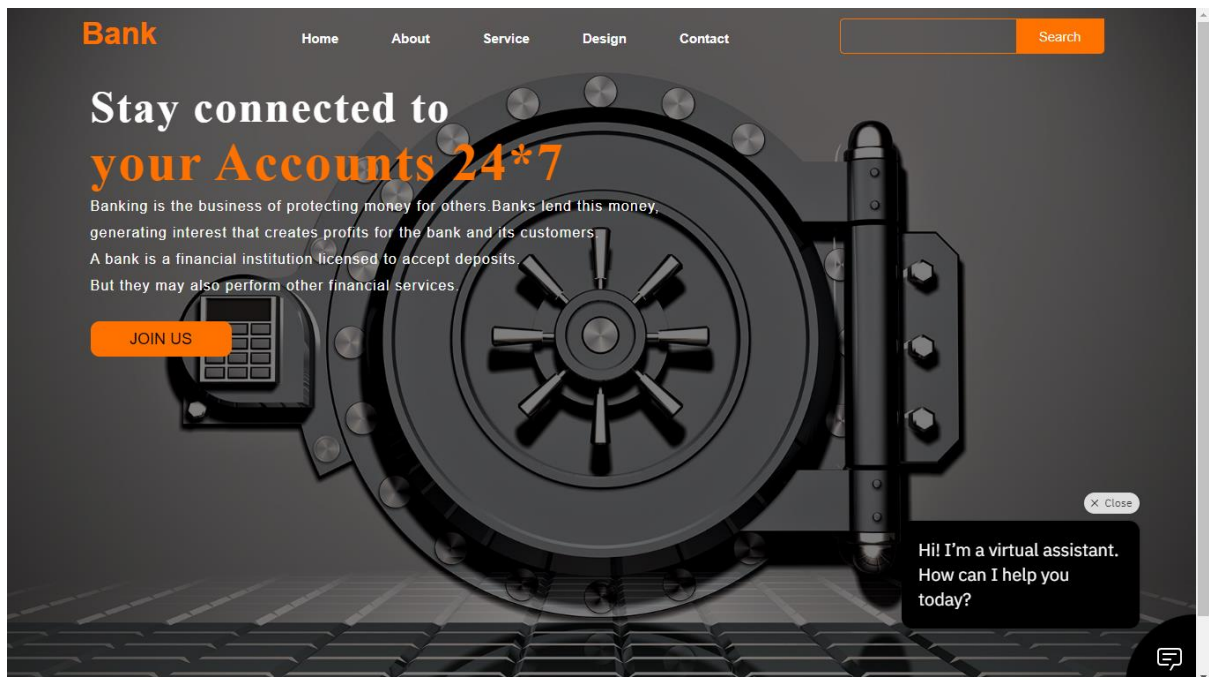 Bank
Home About Service Design Contact
Search
Stay connected to
your Accounts 24*7
Banking is the business of protecting money for others.Banks lend this money,
generating interest that creates profits for the bank and its customers.
A bank is a financial institution licensed to accept deposits.
But they may also perform other financial services.
JOIN US
× Close
Hi! I’m a virtual assistant.
How can I help you
today?